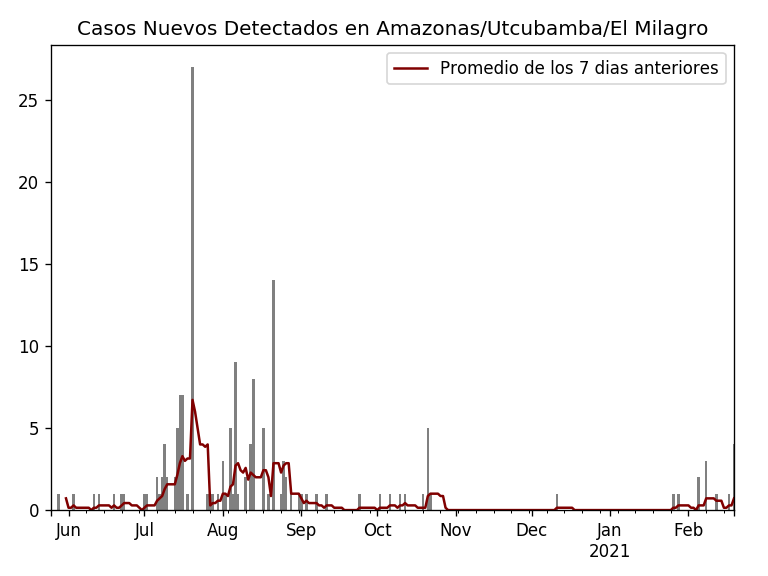 Casos Nuevos Detectados en Amazonas/Utcubamba/El Milagro
Promedio de los 7 dias anteriores
25
20
15
10
5
0
Jun Jul Aug Sep Oct Nov Dec Jan Feb
2021